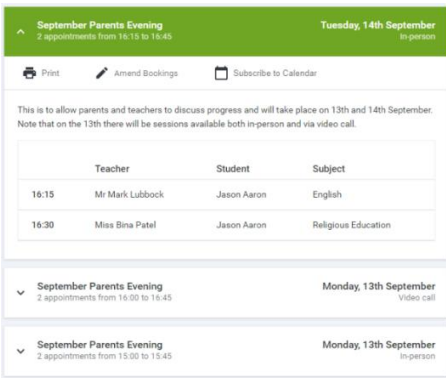 September Parents Evening Tuesday, 14th September
2 appointments from 16:15 to 16:45 In-person
Print Amend Bookings Subscribe to Calendar
This is to allow parents and teachers to discuss progress and will take place on 13th and 14th September.
Note that on the 13th there will be sessions available both in-person and via video call.
Teacher Student Subject
16:15 Mr Mark Lubbock Jason Aaron English
16:30 Miss Bina Patel Jason Aaron Religious Education
September Parents Evening Monday, 13th September
2 appointments from 16:00 to 16:45 Video call
September Parents Evening Monday, 13th September
2 appointments from 15:00 to 15:45 In-person